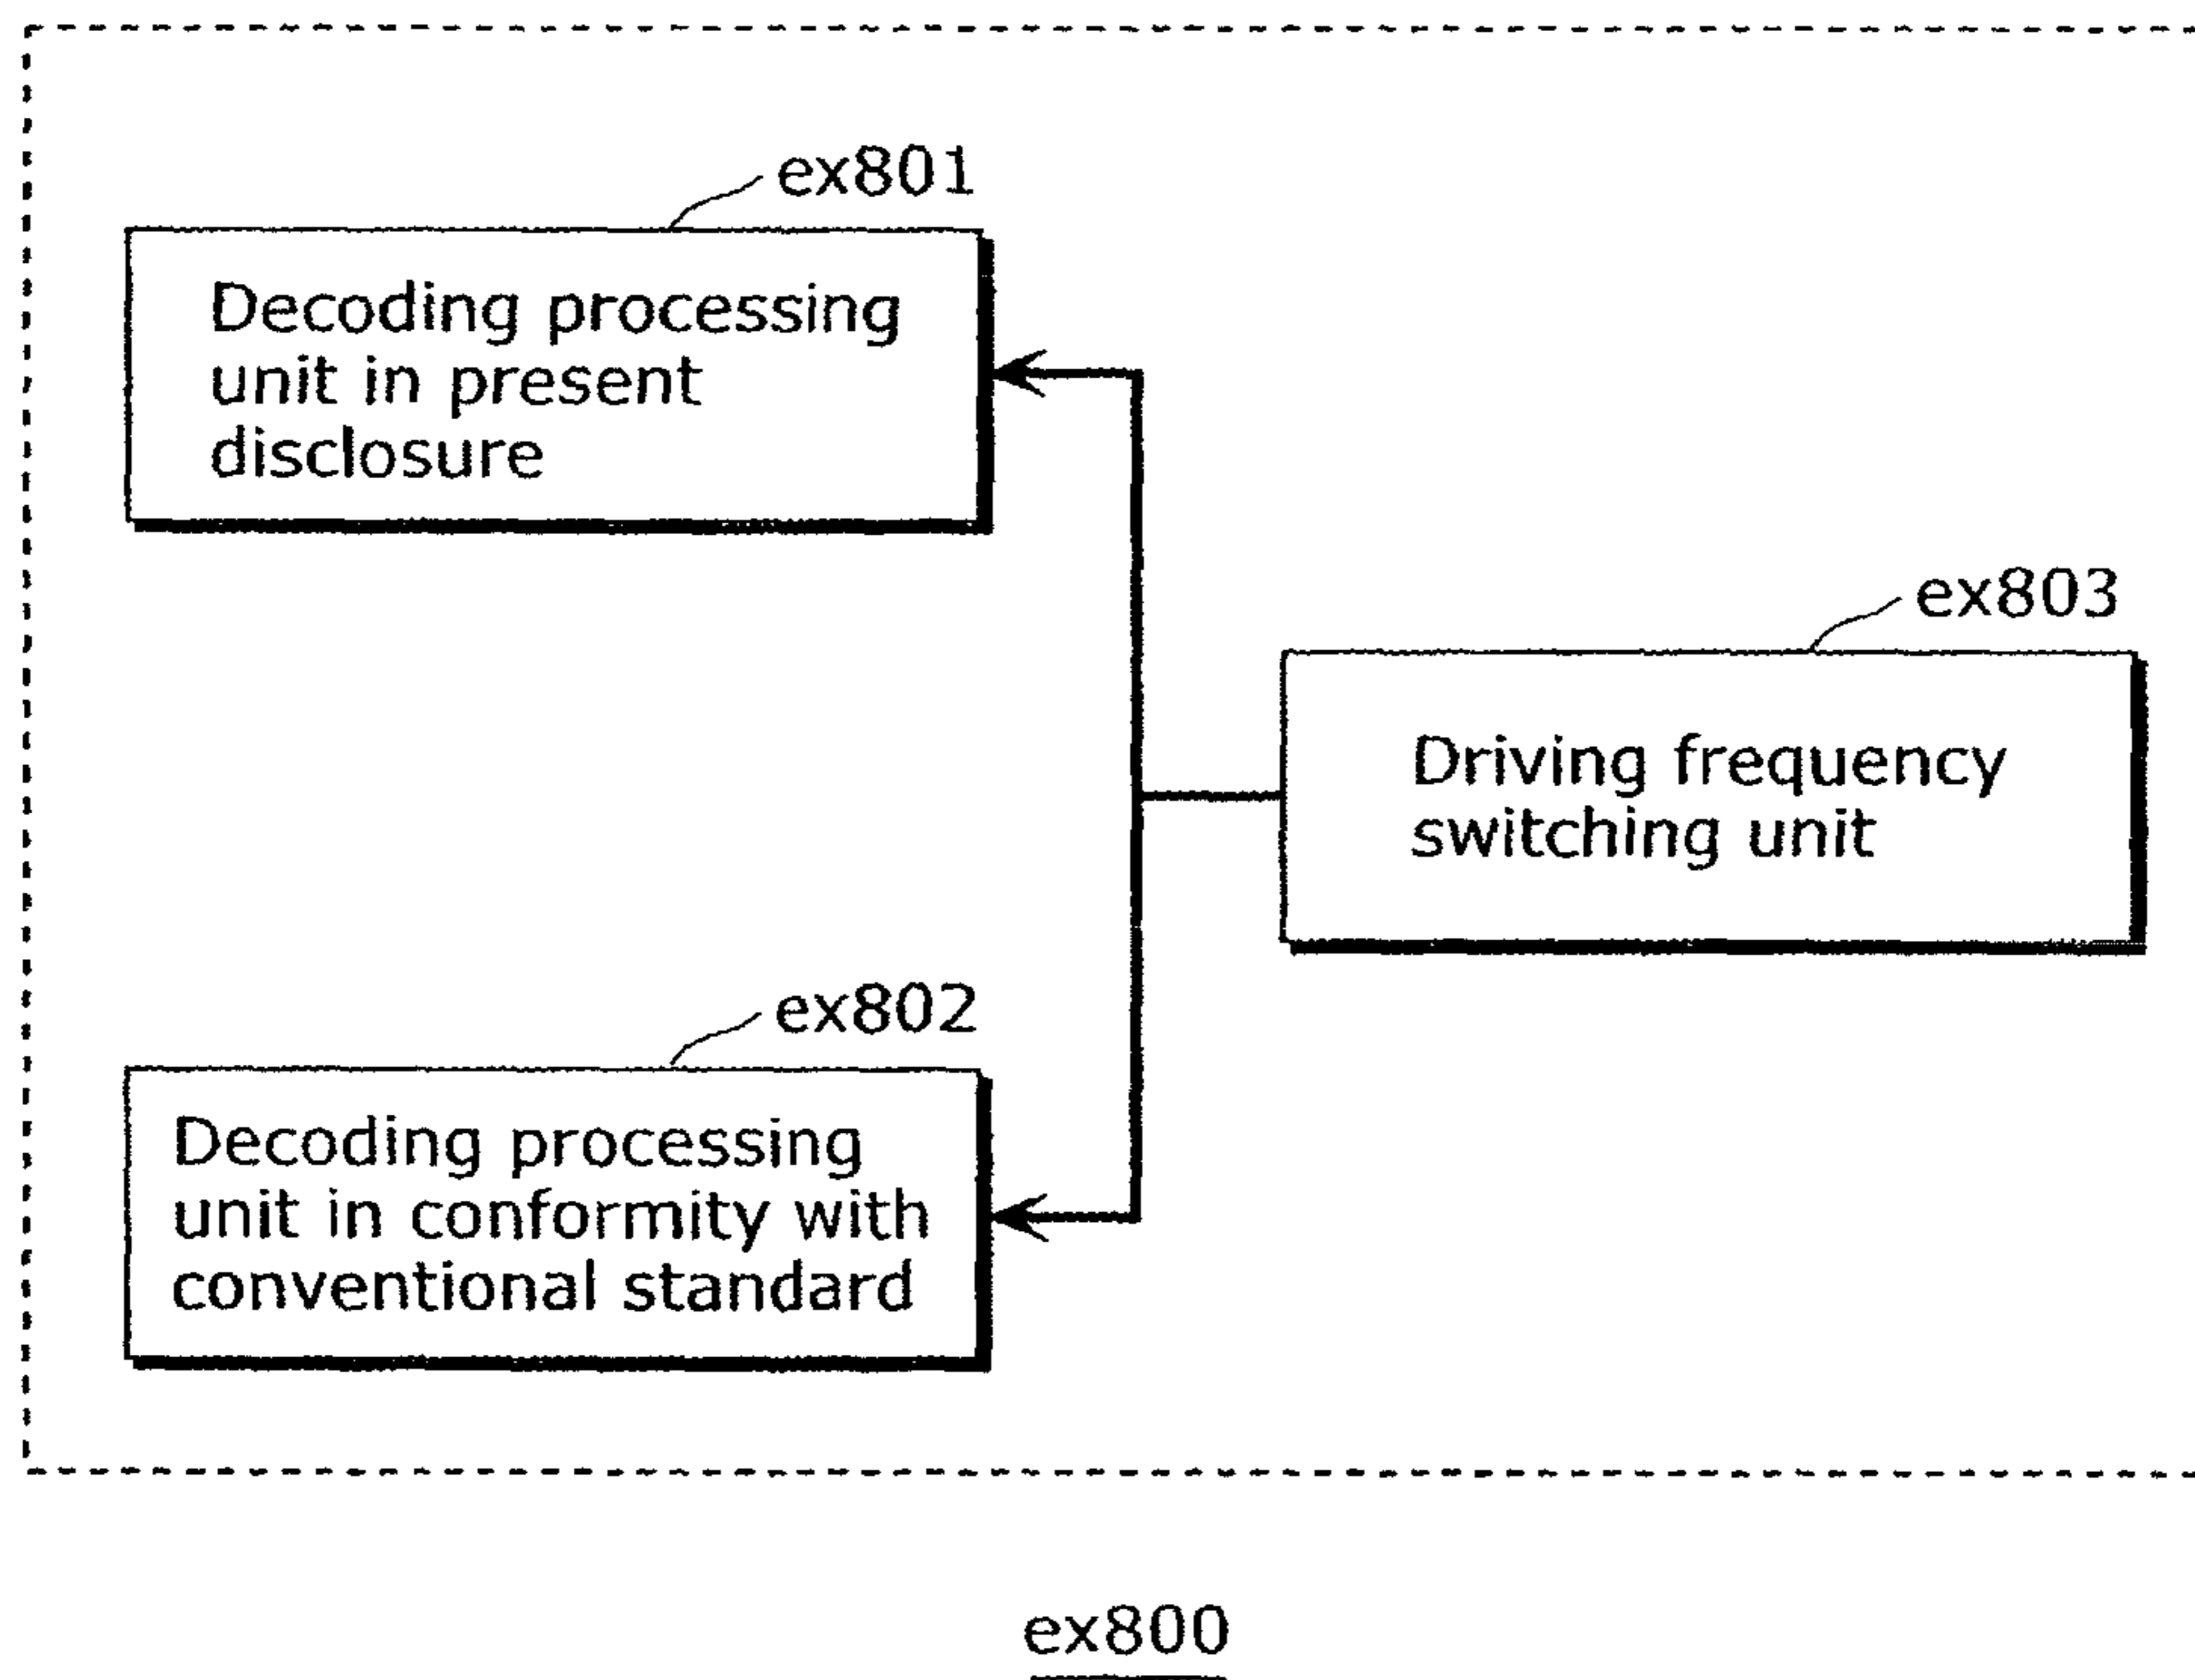 ex801
Decoding processing
unit in present
disclosure
ex803
Driving frequency
switching unit
ex802
Decoding processing
unit in conformity with
conventional standard
ex800